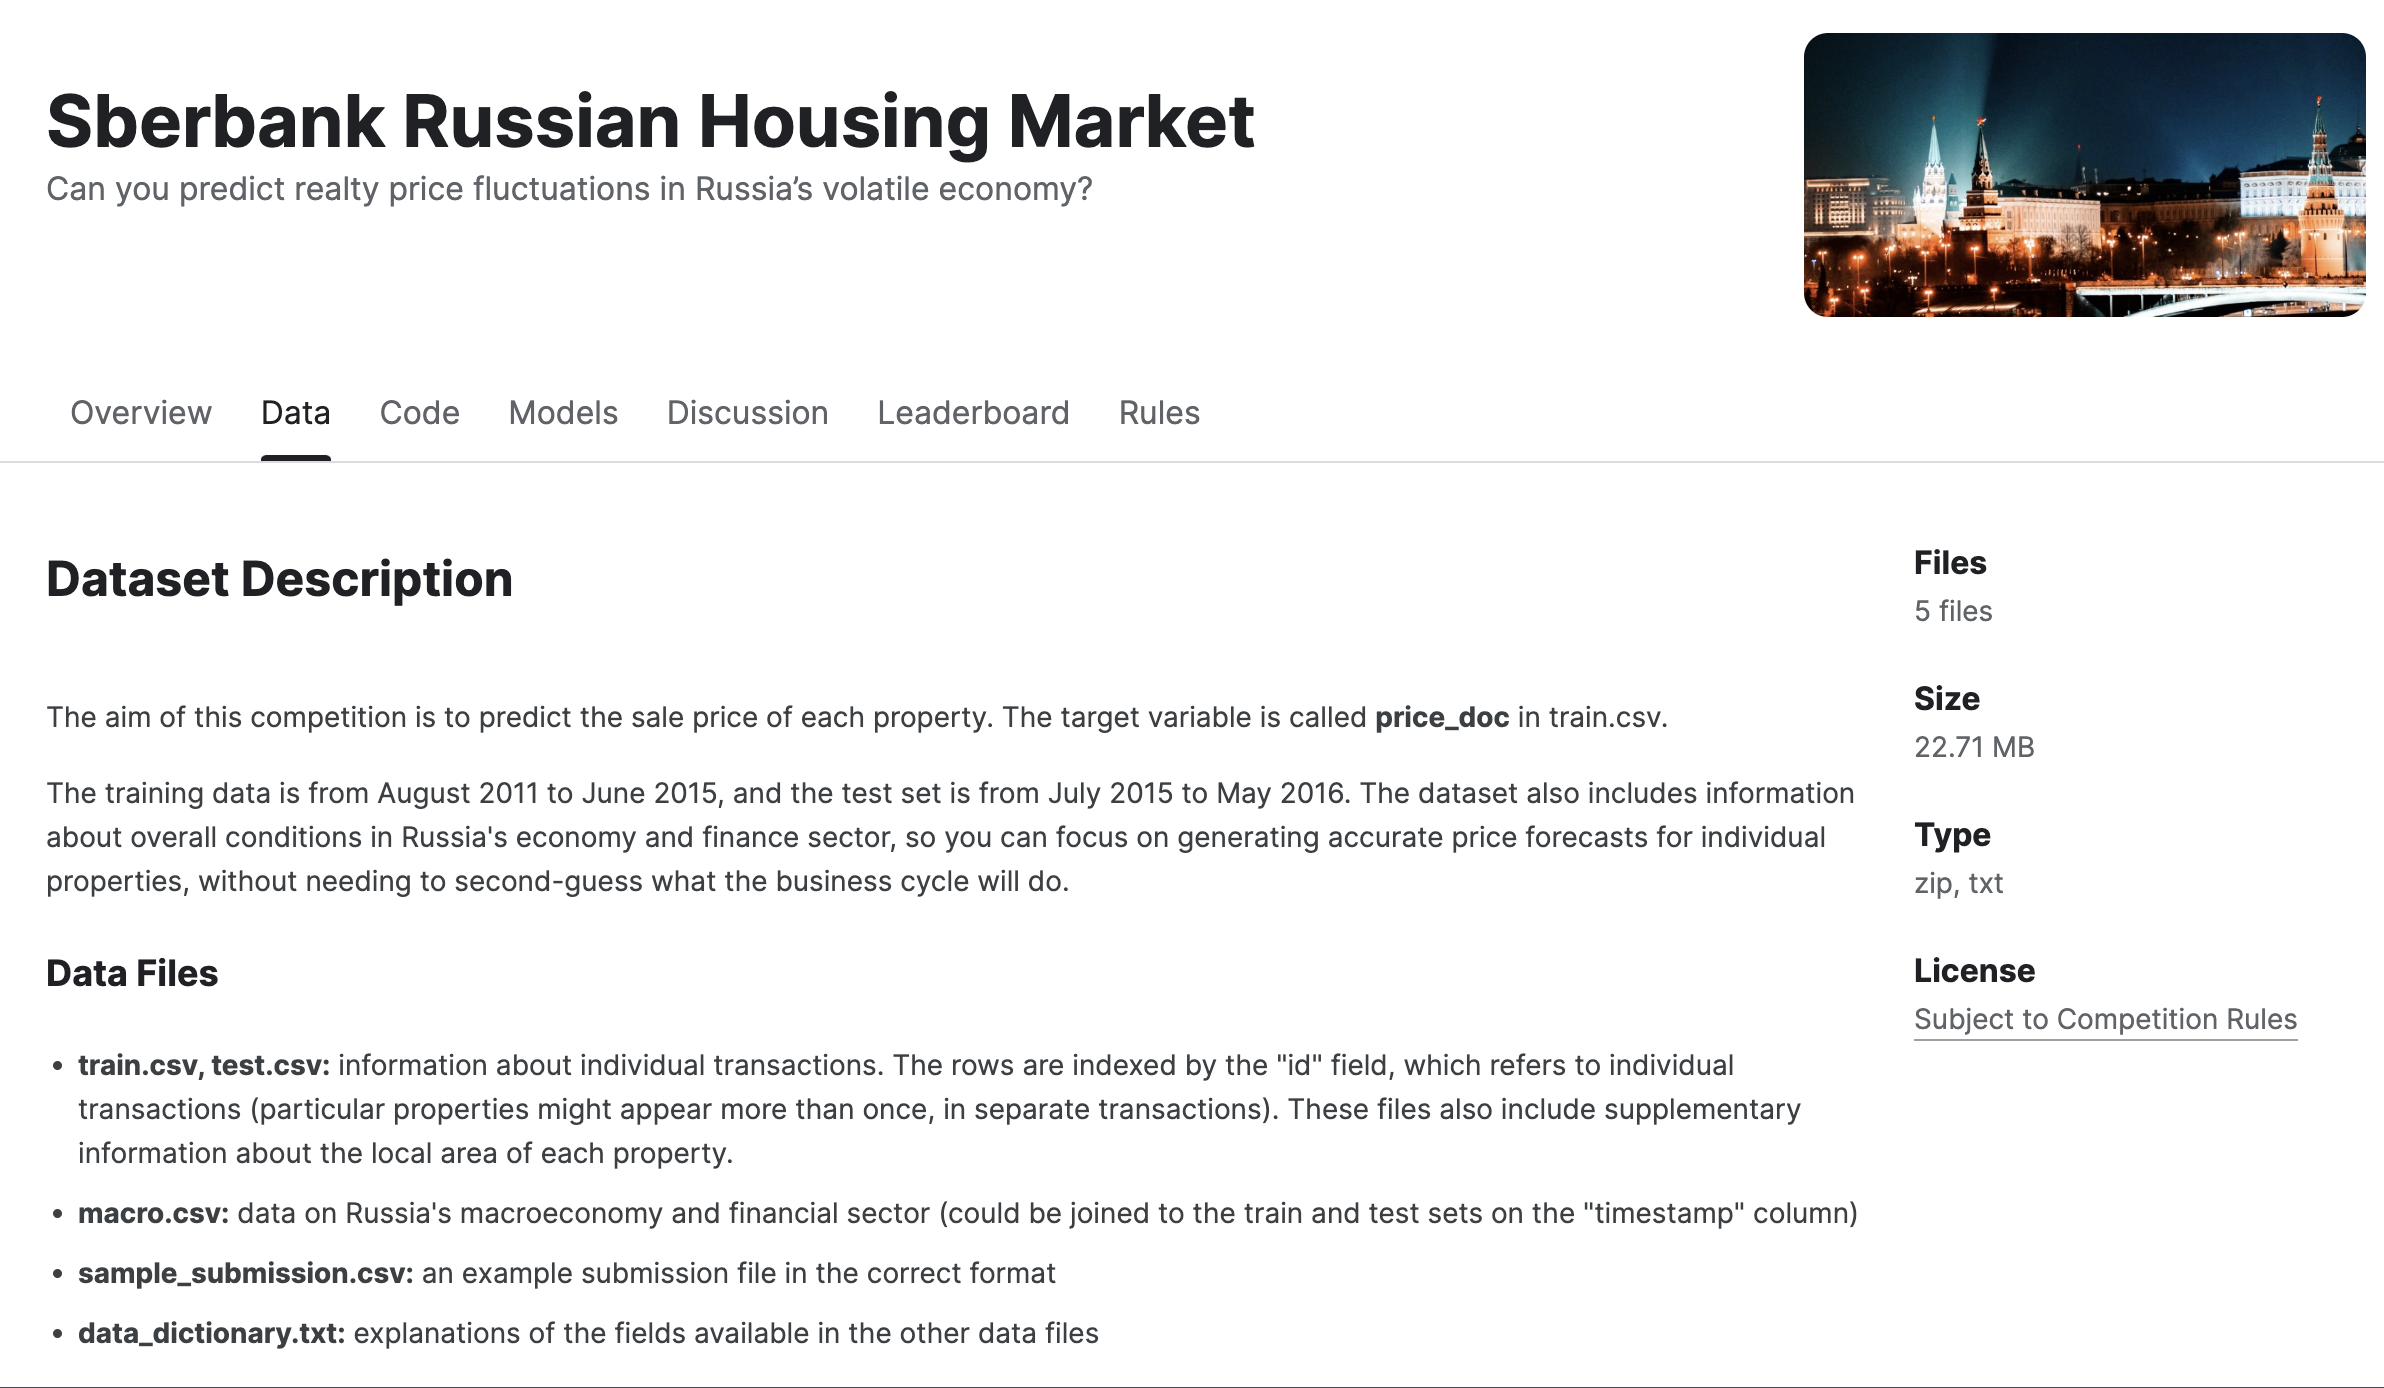 Sberbank Russian Housing Market
Can you predict realty price fluctuations in Russia’s volatile economy?
Overview Data Code Models Discussion Leaderboard Rules
Dataset Description
The aim of this competition is to predict the sale price of each property. The target variable is called price_doc in train.csv.
The training data is from August 2011 to June 2015, and the test set is from July 2015 to May 2016. The dataset also includes information
about overall conditions in Russia's economy and finance sector, so you can focus on generating accurate price forecasts for individual
properties, without needing to second-guess what the business cycle will do.
Data Files
• train.csv, test.csv: information about individual transactions. The rows are indexed by the "id" field, which refers to individual
transactions (particular properties might appear more than once, in separate transactions). These files also include supplementary
information about the local area of each property.
• macro.csv: data on Russia's macroeconomy and financial sector (could be joined to the train and test sets on the "timestamp" column)
• sample_submission.csv: an example submission file in the correct format
• data_dictionary.txt: explanations of the fields available in the other data files
Files
5 files
Size
22.71 MB
Type
zip, txt
License
Subject to Competition Rules